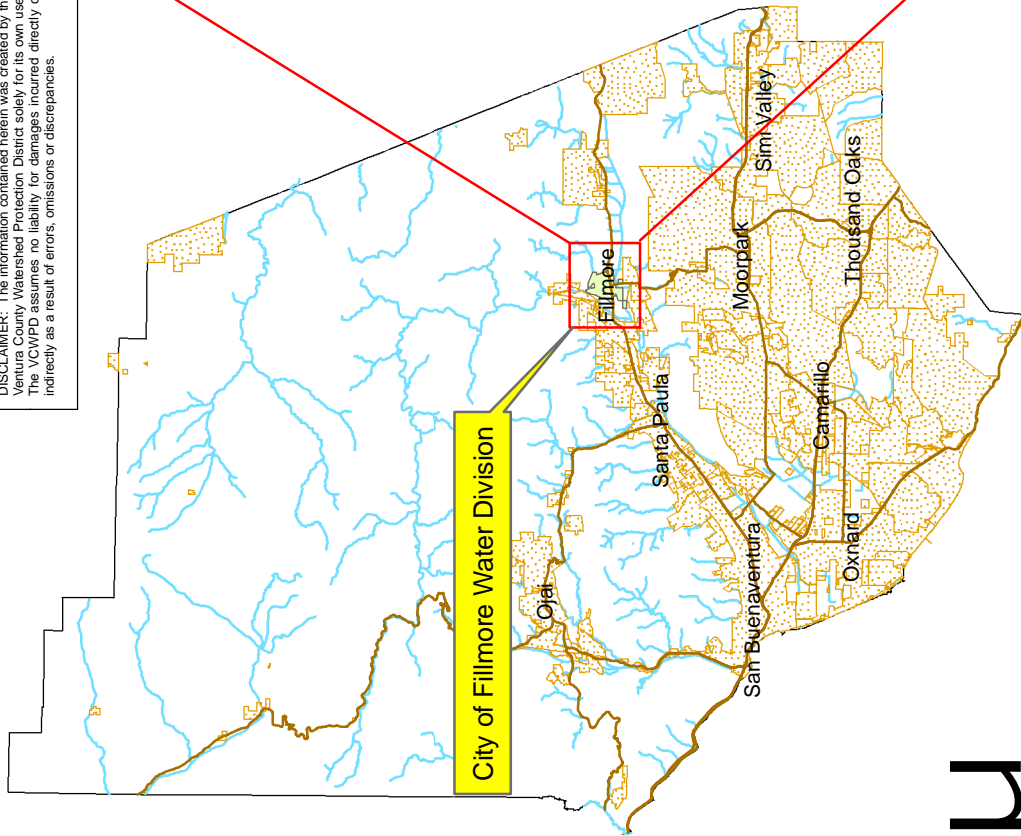 DISCLAIMER: The information contained herein was created by th
Ventura County Watershed Protection District solely for its own use
The VCWPD assumes no liability for damages incurred directly o
indirectly as a result of errors, omissions or discrepancies.
City of Fillmore Water Division
Fillmore
Simi Valley
Moorpark
Thousand Oaks
Santa Paula
Camarillo
Ojai
Oxnard
San Buenaventura